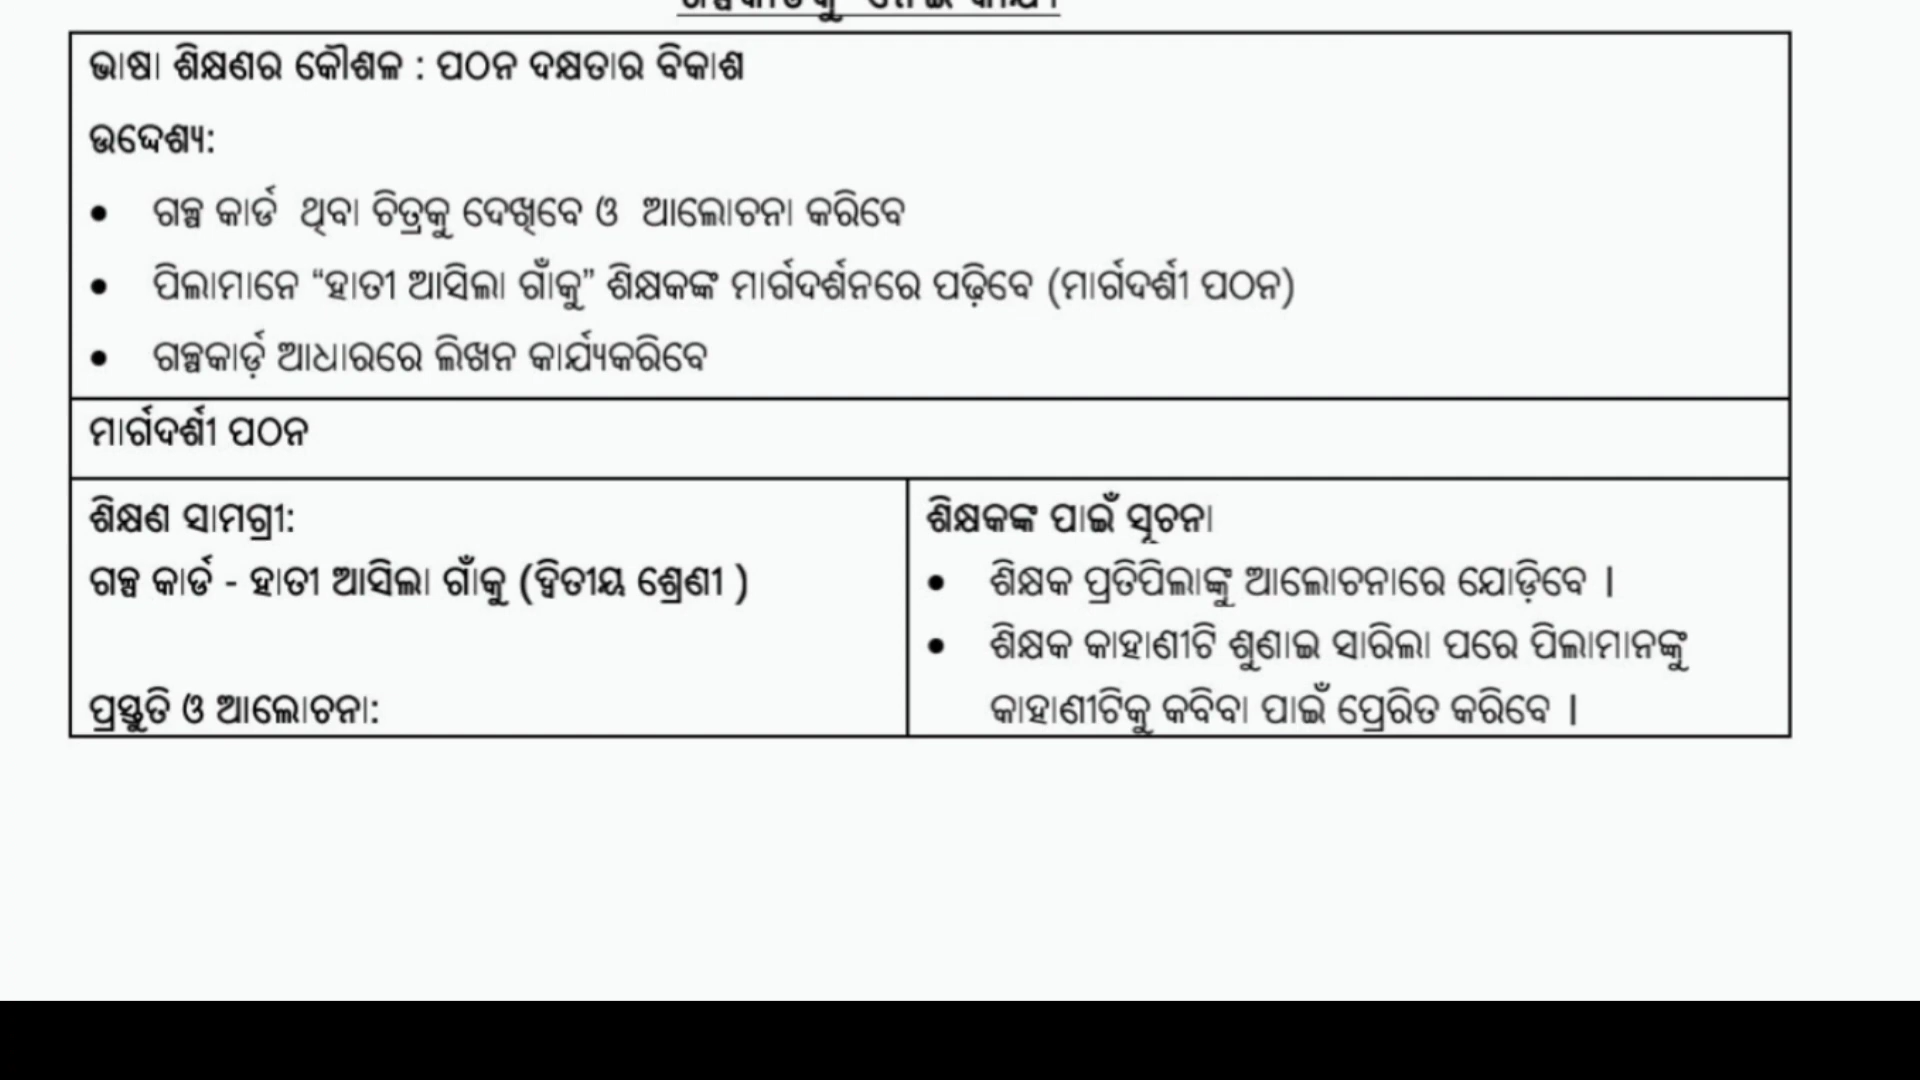 ଭାଷା ଶିକ୍ଷଣର କୌଶଳ : ପଠନ ଦକ୍ଷତାର ବିକାଶ
ଉଦ୍ଦେଶ୍ୟ:
• ଗଳ୍ପ କାର୍ଡ ଥିବା ଚିତ୍ରକୁ ଦେଖିବେ ଓ ଆଲୋଚନା କରିବେ
• ପିଲାମାନେ “ହାତୀ ଆସିଲା ଗାଁକୁ” ଶିକ୍ଷକଙ୍କ ମାର୍ଗଦର୍ଶନରେ ପଢ଼ିବେ (ମାର୍ଗଦର୍ଶୀ ପଠନ)
• ଗଳ୍ପକାର୍ଡ଼ ଆଧାରରେ ଲିଖନ କାର୍ଯ୍ୟକରିବେ
ମାର୍ଗଦର୍ଶୀ ପଠନ
ଶିକ୍ଷଣ ସାମଗ୍ରୀ:
ଗଳ୍ପ କାର୍ଡ - ହାତୀ ଆସିଲା ଗାଁକୁ (ଦ୍ୱିତୀୟ ଶ୍ରେଣୀ )
ପ୍ରସ୍ତୁତି ଓ ଆଲୋଚନା:
ଶିକ୍ଷକଙ୍କ ପାଇଁ ସୂଚନା
• ଶିକ୍ଷକ ପ୍ରତିପିଲାଙ୍କୁ ଆଲୋଚନାରେ ଯୋଡ଼ିବେ ।
• ଶିକ୍ଷକ କାହାଣୀଟି ଶୁଣାଇ ସାରିଲା ପରେ ପିଲାମାନଙ୍କୁ
କାହାଣୀଟିକୁ କବିବା ପାଇଁ ପ୍ରେରିତ କରିବେ ।